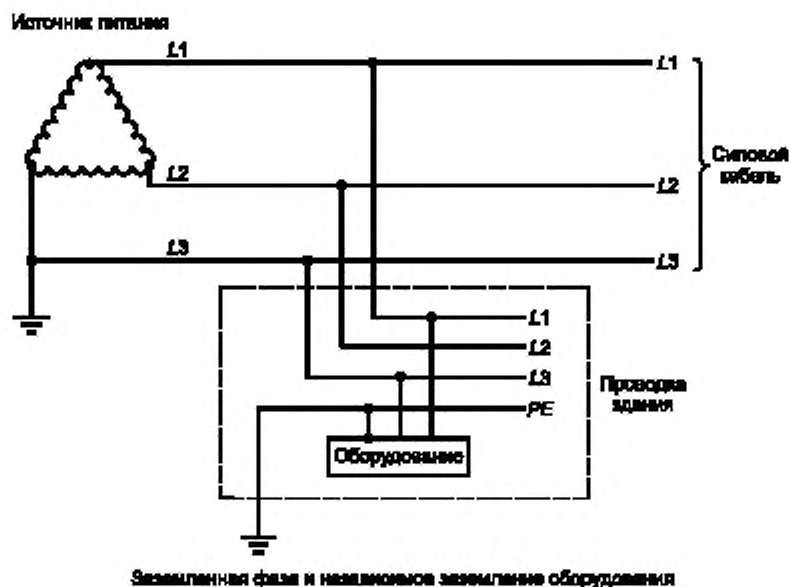 Источник питания
L1
L1
L2
L2
Силовой
кабель
L3
L3
L1
L2
L3
PE
Проводка
здания
Оборудование
Заземленная фаза и независимое заземление оборудования